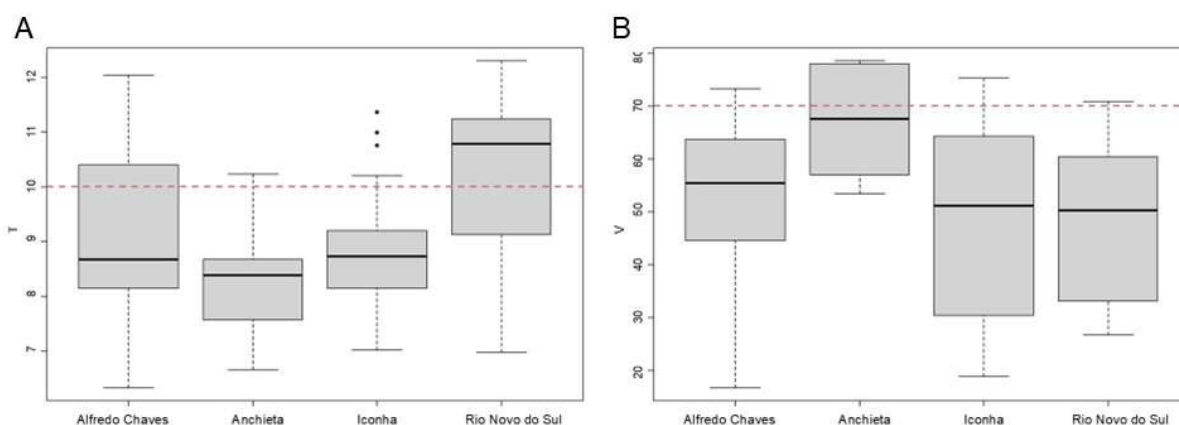 A
T
12
11
10
9
8
7
Alfredo Chaves Anchieta Iconha Rio Novo do Sul
B
V
80
70
60
50
40
30
20
Alfredo Chaves Anchieta Iconha Rio Novo do Sul